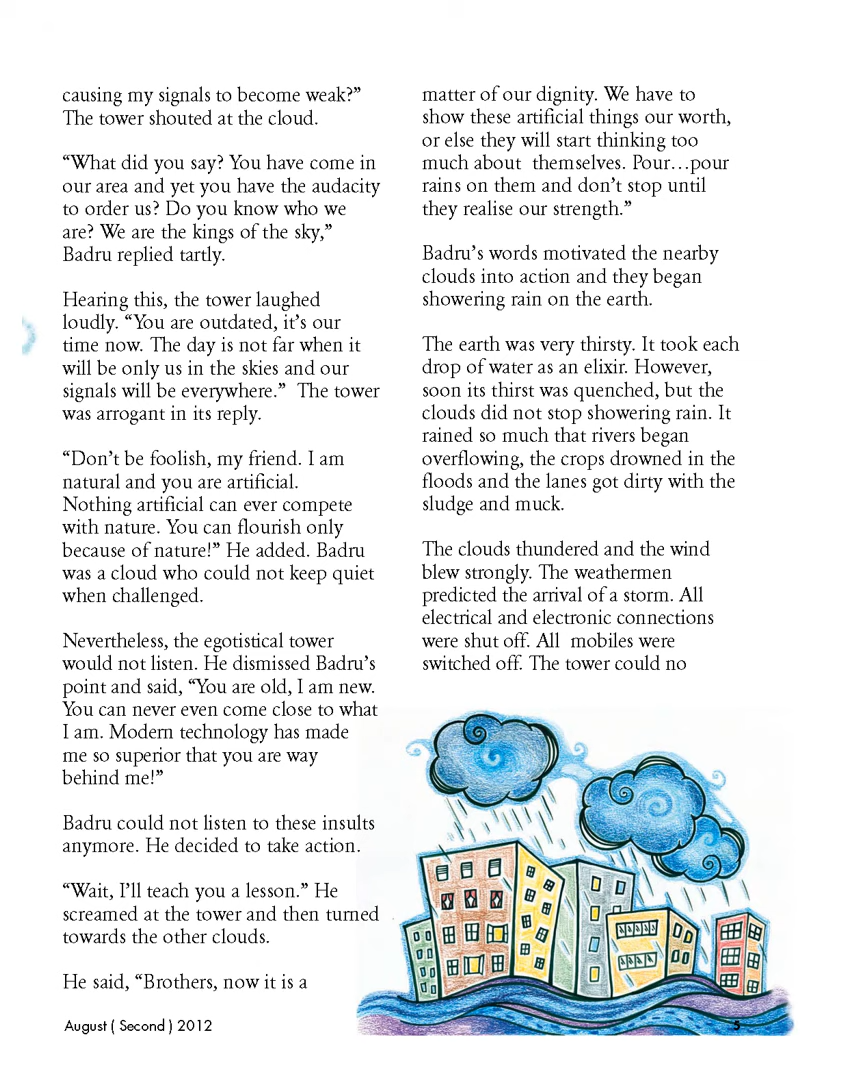 causing my signals to become weak?”
The tower shouted at the cloud.
“What did you say? You have come in
our area and yet you have the audacity
to order us? Do you know who we
are? We are the kings of the sky,”
Badru replied tartly.
Hearing this, the tower laughed
loudly. “You are outdated, it’s our
time now. The day is not far when it
will be only us in the skies and our
signals will be everywhere.”  The tower
was arrogant in its reply.
“Don’t be foolish, my friend. I am
natural and you are artificial.
Nothing artificial can ever compete
with nature. You can flourish only
because of nature!” He added. Badru
was a cloud who could not keep quiet
when challenged.
Nevertheless, the egotistical tower
would not listen. He dismissed Badru’s
point and said, “You are old, I am new.
You can never even come close to what
I am. Modern technology has made
me so superior that you are way
behind me!”
Badru could not listen to these insults
anymore. He decided to take action.
“Wait, I’ll teach you a lesson.” He
screamed at the tower and then turned
towards the other clouds.
He said, “Brothers, now it is a
matter of our dignity. We have to
show these artificial things our worth,
or else they will start thinking too
much about  themselves. Pour…pour
rains on them and don’t stop until
they realise our strength.”
Badru’s words motivated the nearby
clouds into action and they began
showering rain on the earth.
The earth was very thirsty. It took each
drop of water as an elixir. However,
soon its thirst was quenched, but the
clouds did not stop showering rain. It
rained so much that rivers began
overflowing, the crops drowned in the
floods and the lanes got dirty with the
sludge and muck.
The clouds thundered and the wind
blew strongly. The weathermen
predicted the arrival of a storm. All
electrical and electronic connections
were shut off. All  mobiles were
switched off. The tower could no
August ( Second ) 2012
5